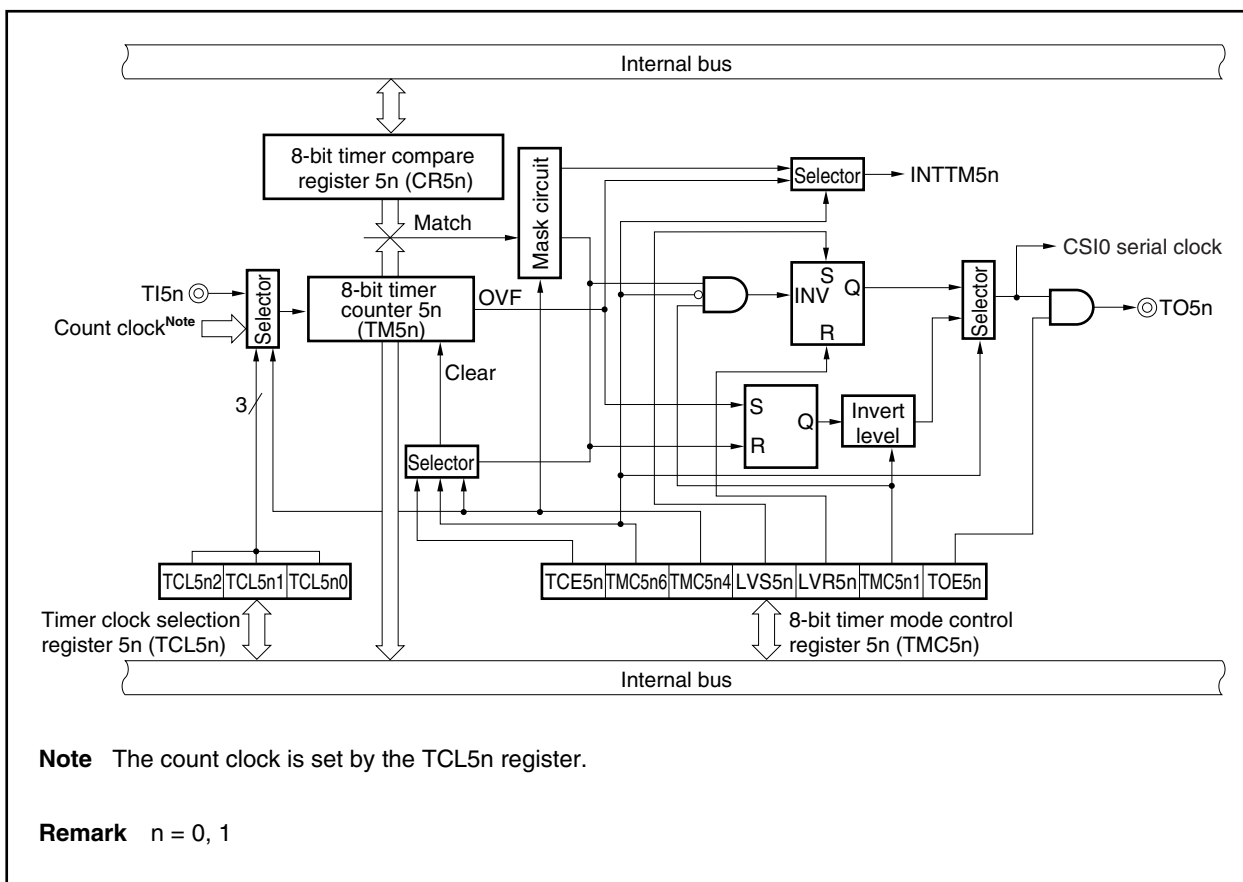 Internal bus
8-bit timer compare
register 5n (CR5n)
Match
Mask circuit
Selector
INTTM5n
CSI0 serial clock
TI5n
Count clockNote
Selector
8-bit timer
counter 5n
(TM5n)
OVF
Clear
S
INV
Q
R
Selector
TO5n
3
Selector
S
R
Q
Invert
level
TCL5n2 TCL5n1 TCL5n0
TCE5n TMC5n6 TMC5n4 LVS5n LVR5n TMC5n1 TOE5n
Timer clock selection
register 5n (TCL5n)
8-bit timer mode control
register 5n (TMC5n)
Internal bus
Note The count clock is set by the TCL5n register.
Remark n = 0, 1